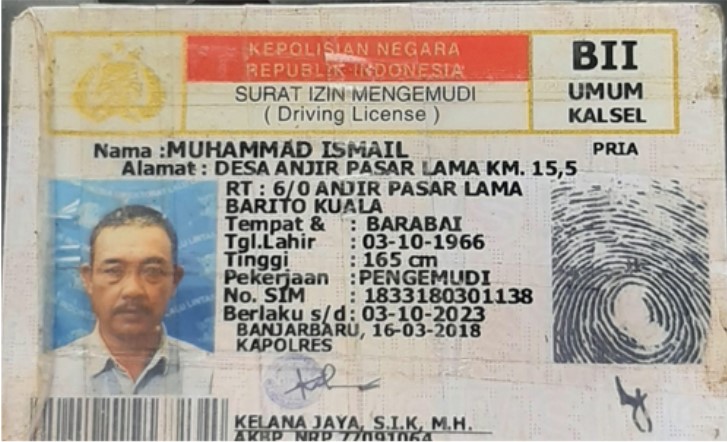 KEPOLISIAN NEGARA
REPUBLIK INDONESIA
SURAT IZIN MENGEMUDI
( Driving License )
BII
UMUM
KALSEL
Nama :MUHAMMAD ISMAIL
PRIA
Alamat : DESA ANJIR PASAR LAMA KM. 15,5
RT : 6/0 ANJIR PASAR LAMA
BARITO KUALA
Tempat & : BARABAI
Tgl.Lahir : 03-10-1966
Tinggi : 165 cm
Pekerjaan :PENGEMUDI
No. SIM : 1833180301138
Berlaku s/d: 03-10-2023
BANJARBARU, 16-03-2018
KAPOLRES
KELANA JAYA, S.I.K, M.H.
AKBP NRP 77091064